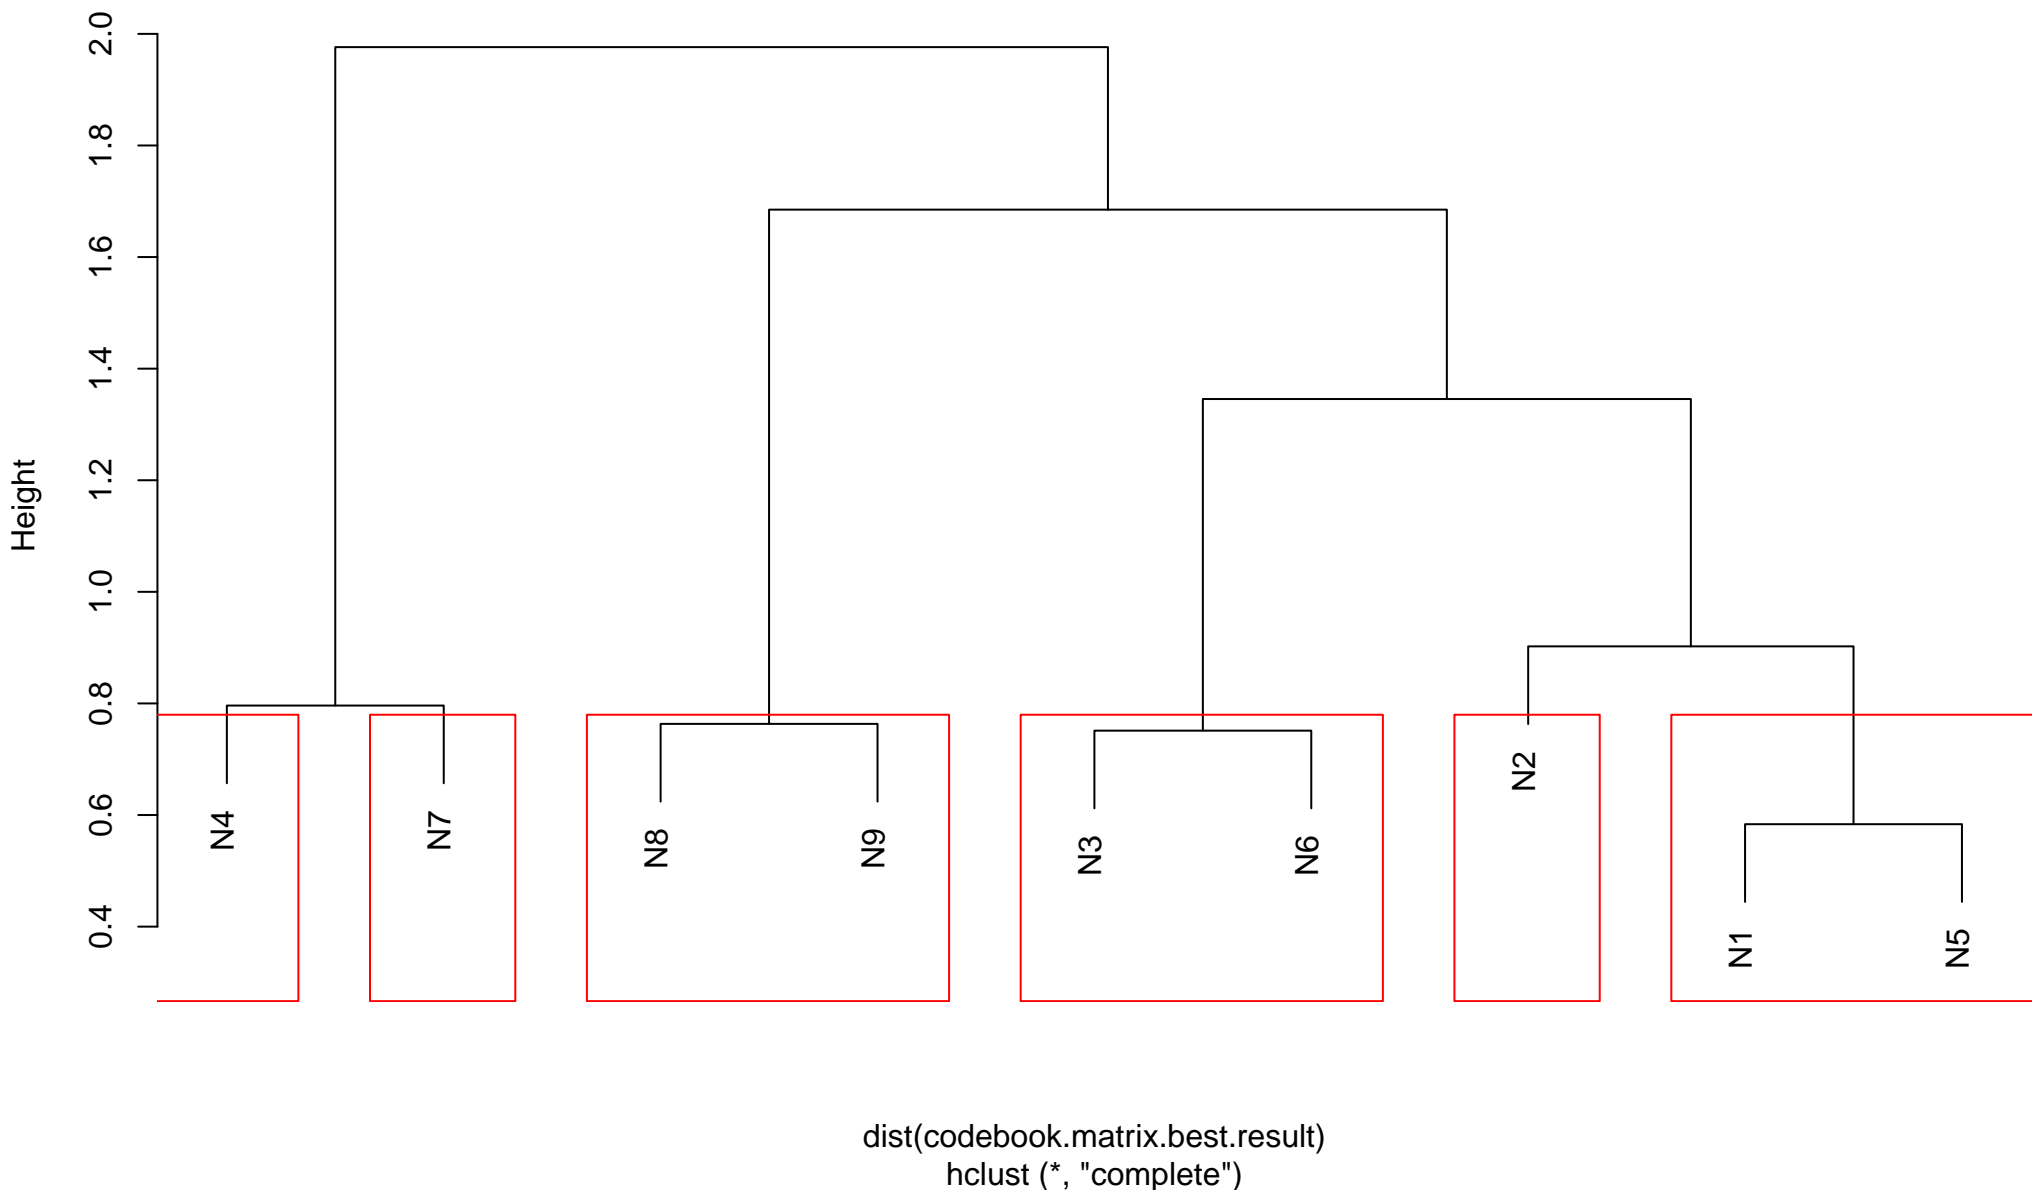 Height
2.0
1.8
1.6
1.4
1.2
1.0
0.8
0.6
0.4
N4
N7
N8
N9
N3
N6
N2
N1
N5
dist(codebook.matrix.best.result)
hclust (*, "complete")